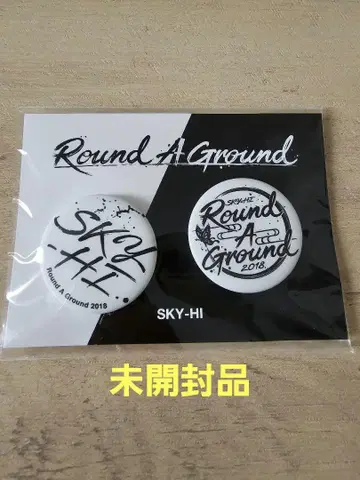 Round A Ground
SKY-HI
Round A Ground 2018
SKY-HI
Round
A
Ground
2018.
SKY-HI
未開封品